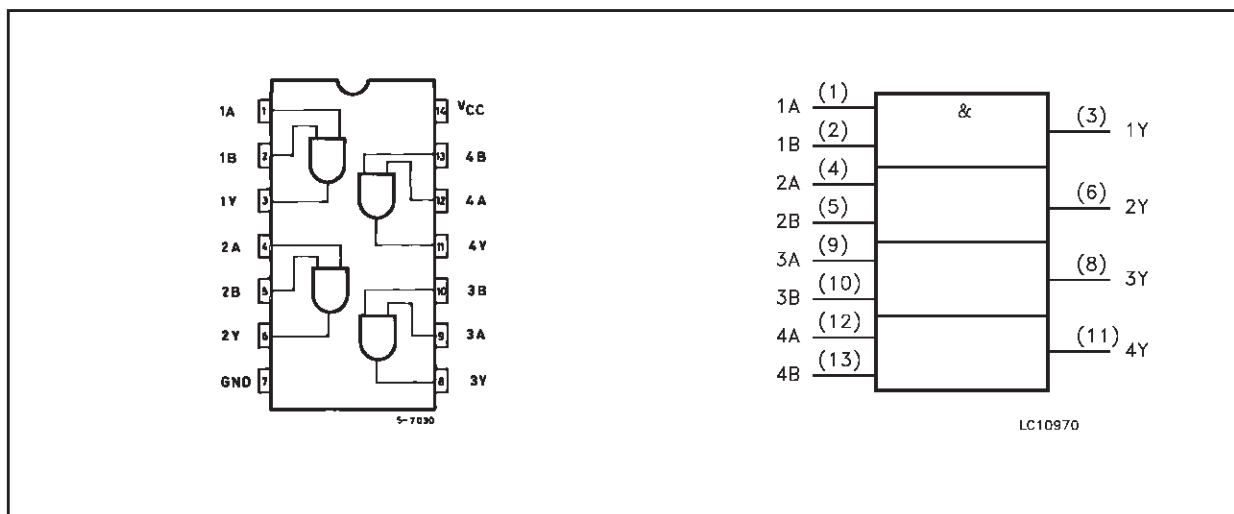 1A 1 14 VCC
1B 2 13 4B
1Y 3 12 4A
2A 4 11 4Y
2B 5 10 3B
2Y 6 9 3A
GND 7 8 3Y
S-7030
1A (1) &
1B (2) (3) 1Y
2A (4)
2B (5) (6) 2Y
3A (9)
3B (10) (8) 3Y
4A (12)
4B (13) (11) 4Y
LC10970